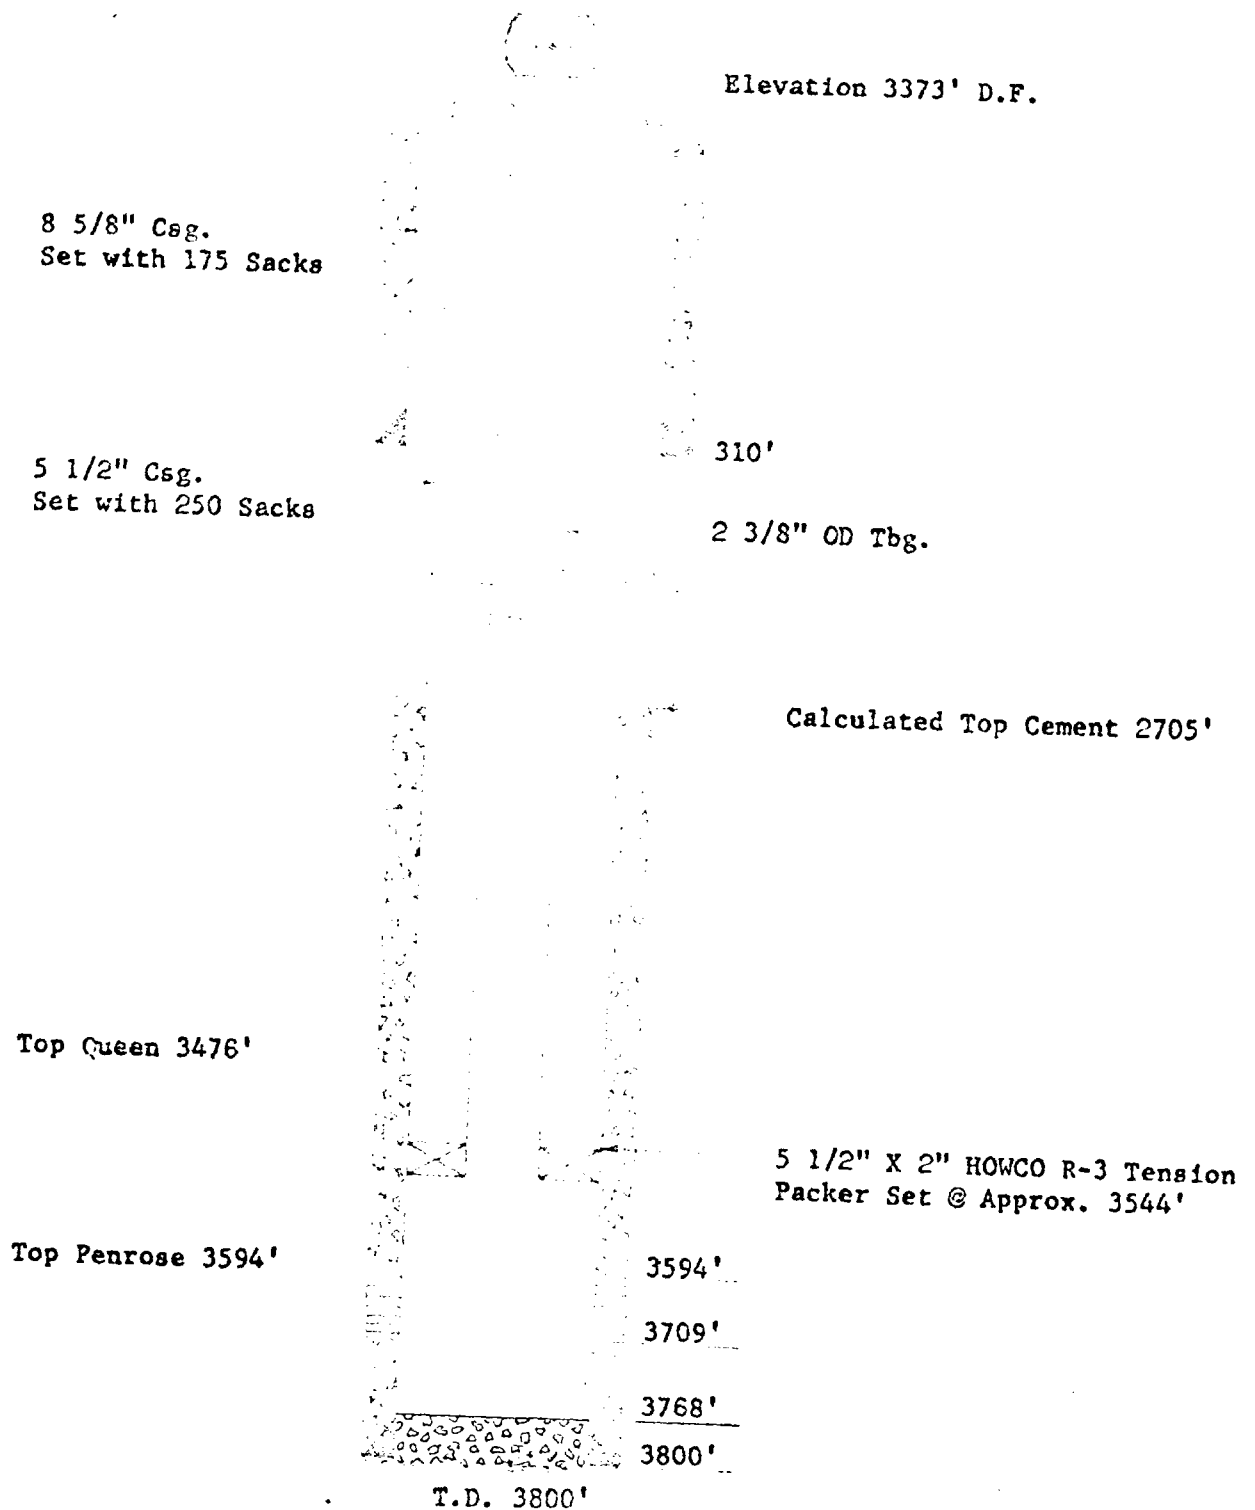 Elevation 3373' D.F.
8 5/8" Csg.
Set with 175 Sacks
310'
5 1/2" Csg.
Set with 250 Sacks
2 3/8" OD Tbg.
Calculated Top Cement 2705'
Top Queen 3476'
5 1/2" X 2" HOWCO R-3 Tension
Packer Set @ Approx. 3544'
Top Penrose 3594'
3594'
3709'
3768'
3800'
T.D. 3800'